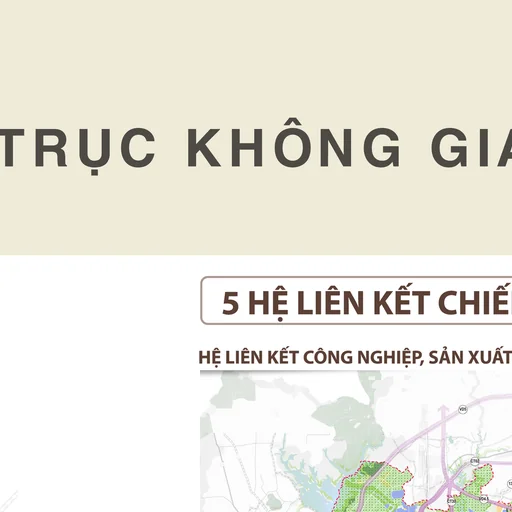 TRỤC KHÔNG GIA
5 HỆ LIÊN KẾT CHIẾ
HỆ LIÊN KẾT CÔNG NGHIỆP, SẢN XUẤT